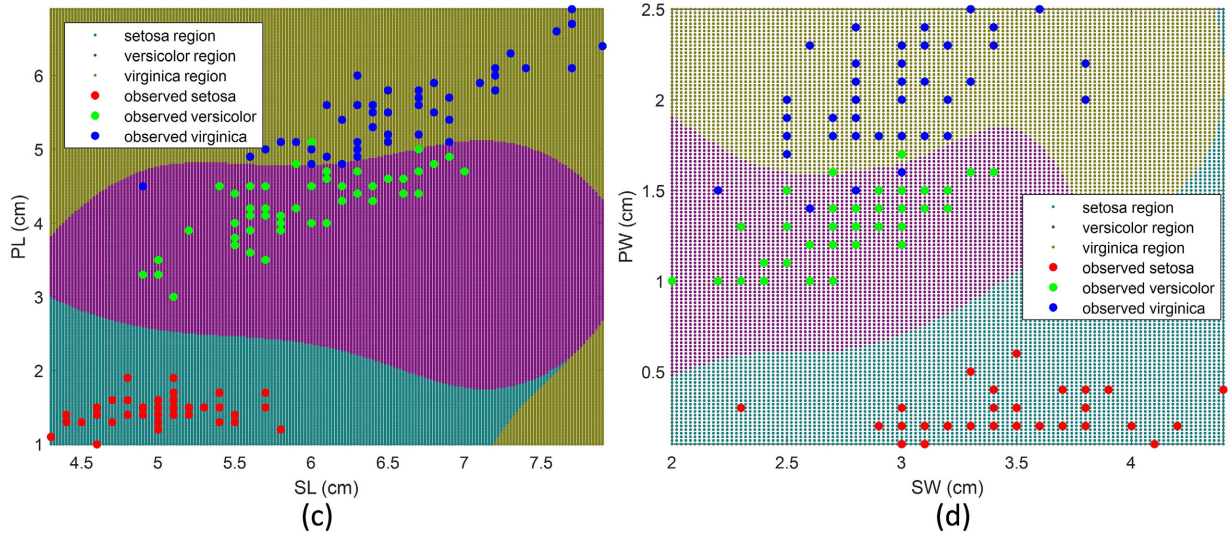 setosa region
versicolor region
virginica region
observed setosa
observed versicolor
observed virginica
6
5
4
3
2
1
PL (cm)
4.5 5 5.5 6 6.5 7 7.5
SL (cm)
(c)
2.5
2
1.5
1
0.5
PW (cm)
setosa region
versicolor region
virginica region
observed setosa
observed versicolor
observed virginica
2 2.5 3 3.5 4
SW (cm)
(d)